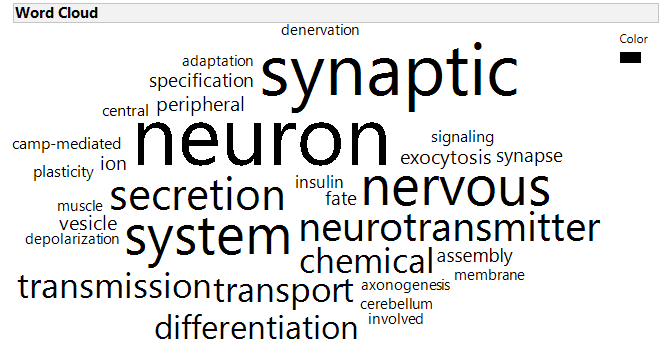 Word Cloud
denervation
Color
adaptation
synaptic
specification
peripheral
central
neuron
signaling
camp-mediated
exocytosis synapse
ion
plasticity
insulin
nervous
secretion
fate
muscle
vesicle
neurotransmitter
depolarization
system
chemical assembly
membrane
transmission transport axonogenesis
cerebellum
involved
differentiation